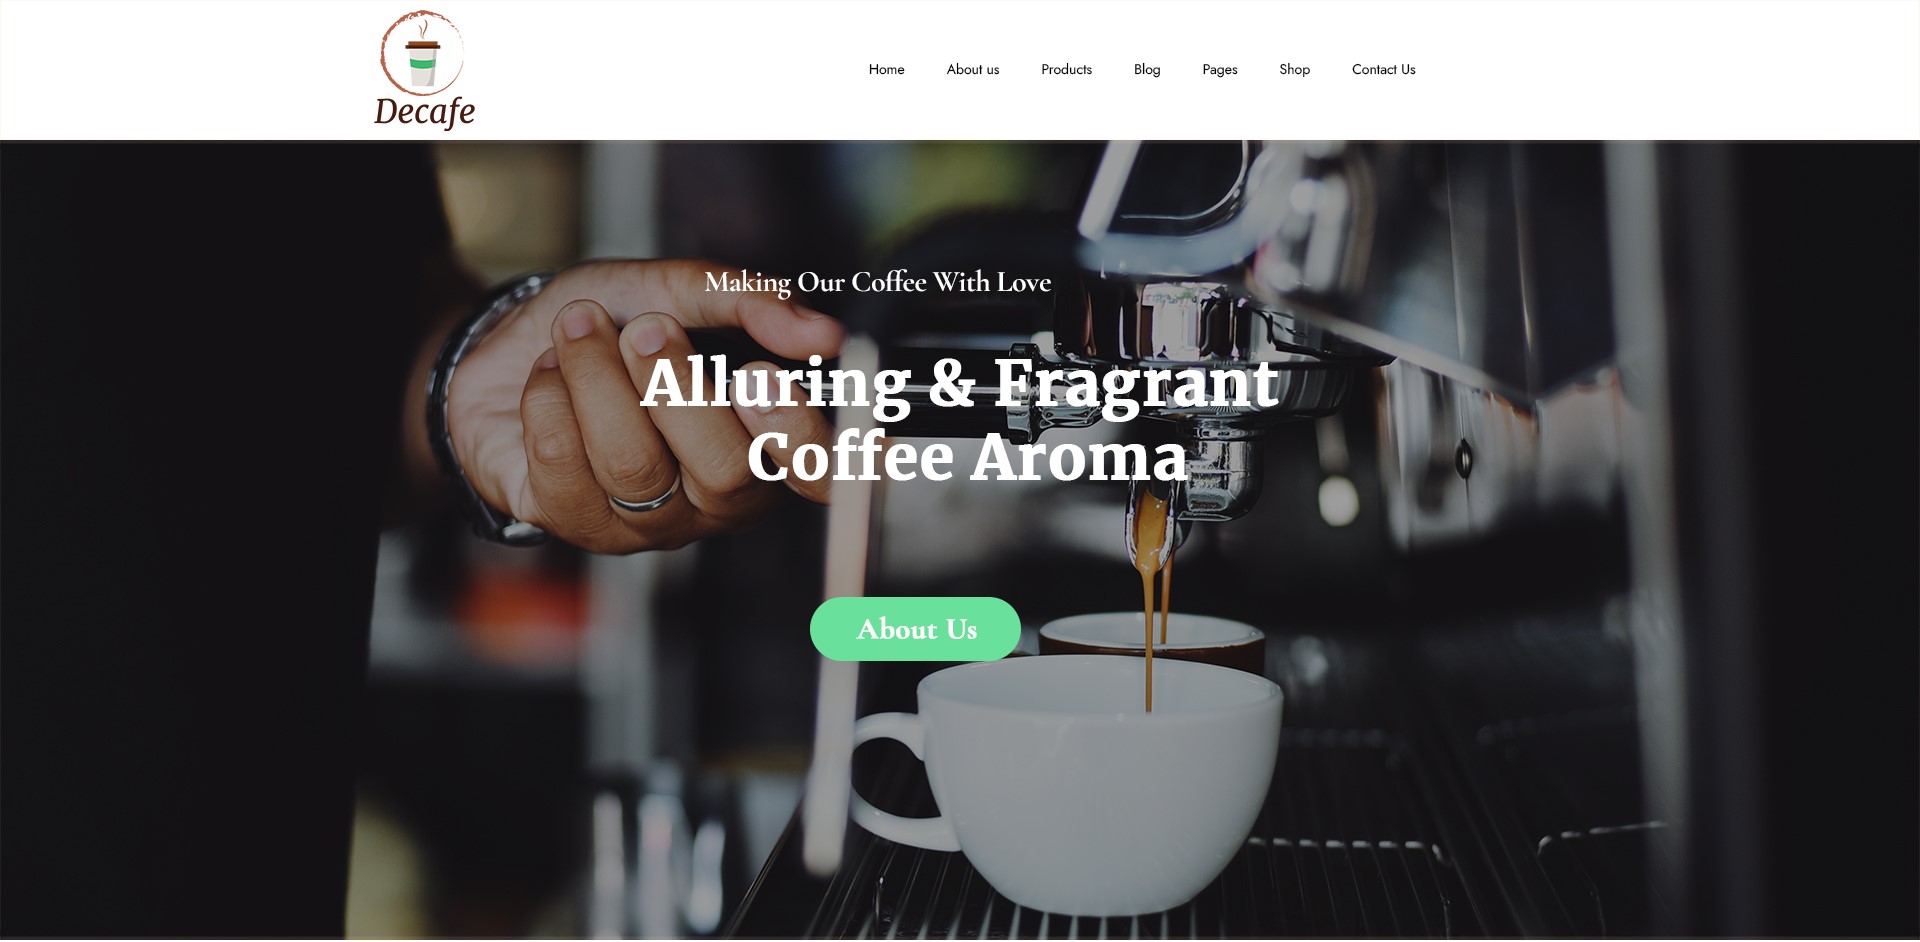 Decafe
Home About us Products Blog Pages Shop Contact Us
Making Our Coffee With Love
Alluring & Fragrant
Coffee Aroma
About Us